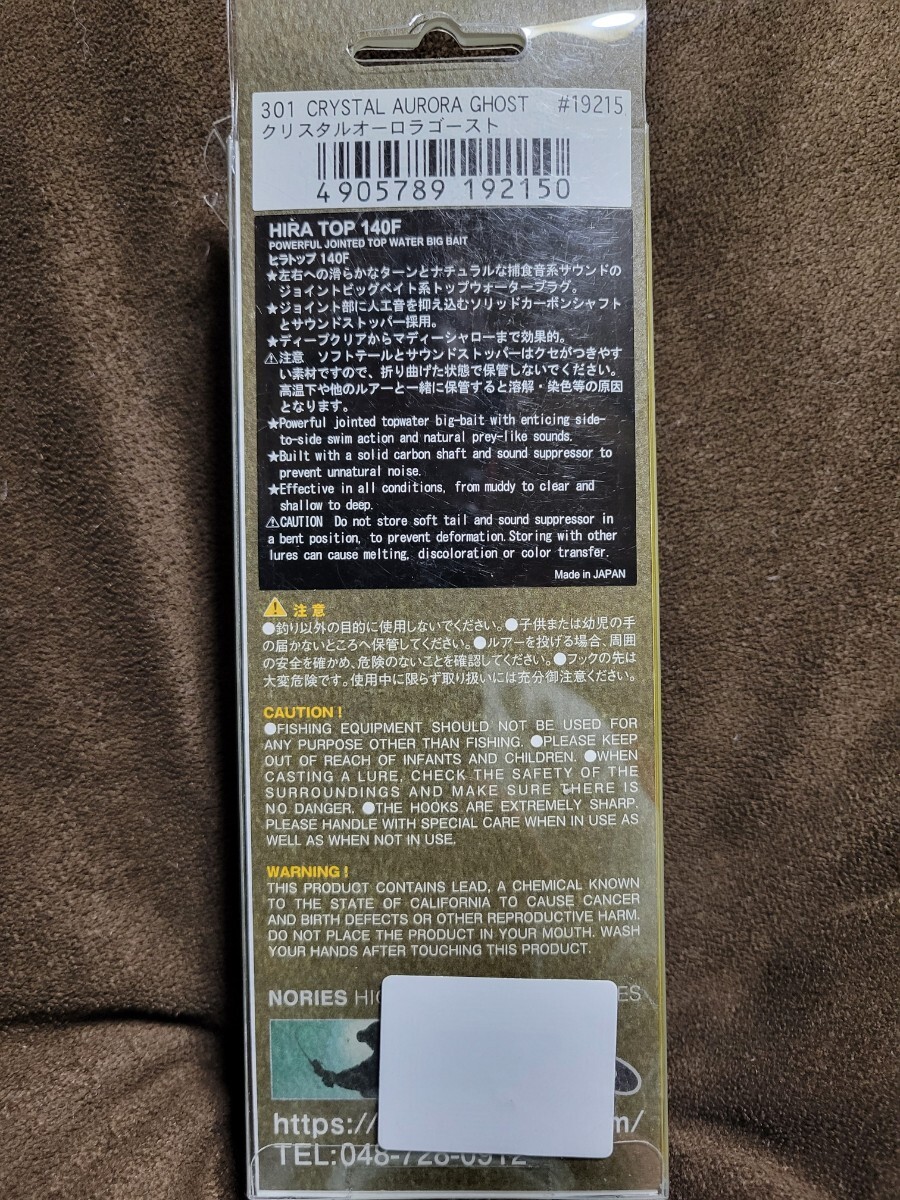 301 CRYSTAL AURORA GHOST #19215
クリスタルオーロラゴースト
4905789 192150
HIRA TOP 140F
POWERFUL JOINTED TOP WATER BIG BAIT
ヒラトップ 140F
★左右への滑らかなターンとナチュラルな捕食音系サウンドの
ジョイントビッグベイト系トップウォータープラグ。
★ジョイント部に人工音を抑え込むソリッドカーボンシャフト
とサウンドストッパー採用。
★ディープクリアからマディーシャローまで効果的。
⚠注意 ソフトテールとサウンドストッパーはクセがつきやす
い素材ですので、折り曲げた状態で保管しないでください。
高温下や他のルアーと一緒に保管すると溶解・染色等の原因
となります。
★Powerful jointed topwater big-bait with enticing side-
to-side swim action and natural prey-like sounds.
★Built with a solid carbon shaft and sound suppressor to
prevent unnatural noise.
★Effective in all conditions, from muddy to clear and
shallow to deep.
⚠CAUTION Do not store soft tail and sound suppressor in
a bent position, to prevent deformation.Storing with other
lures can cause melting, discoloration or color transfer.
Made in JAPAN
⚠ 注意
●釣り以外の目的に使用しないでください。●子供または幼児の手
の届かないところへ保管してください。●ルアーを投げる場合、周囲
の安全を確かめ、危険のないことを確認してください。●フックの先は
大変危険です。使用中に限らず取り扱いには充分御注意ください。
CAUTION!
●FISHING EQUIPMENT SHOULD NOT BE USED FOR
ANY PURPOSE OTHER THAN FISHING. ●PLEASE KEEP
OUT OF REACH OF INFANTS AND CHILDREN. ●WHEN
CASTING A LURE, CHECK THE SAFETY OF THE
SURROUNDINGS AND MAKE SURE THERE IS
NO DANGER. ●THE HOOKS ARE EXTREMELY SHARP.
PLEASE HANDLE WITH SPECIAL CARE WHEN IN USE AS
WELL AS WHEN NOT IN USE.
WARNING!
THIS PRODUCT CONTAINS LEAD, A CHEMICAL KNOWN
TO THE STATE OF CALIFORNIA TO CAUSE CANCER
AND BIRTH DEFECTS OR OTHER REPRODUCTIVE HARM.
DO NOT PLACE THE PRODUCT IN YOUR MOUTH. WASH
YOUR HANDS AFTER TOUCHING THIS PRODUCT.
NORIES
https://
TEL:048-728-0912